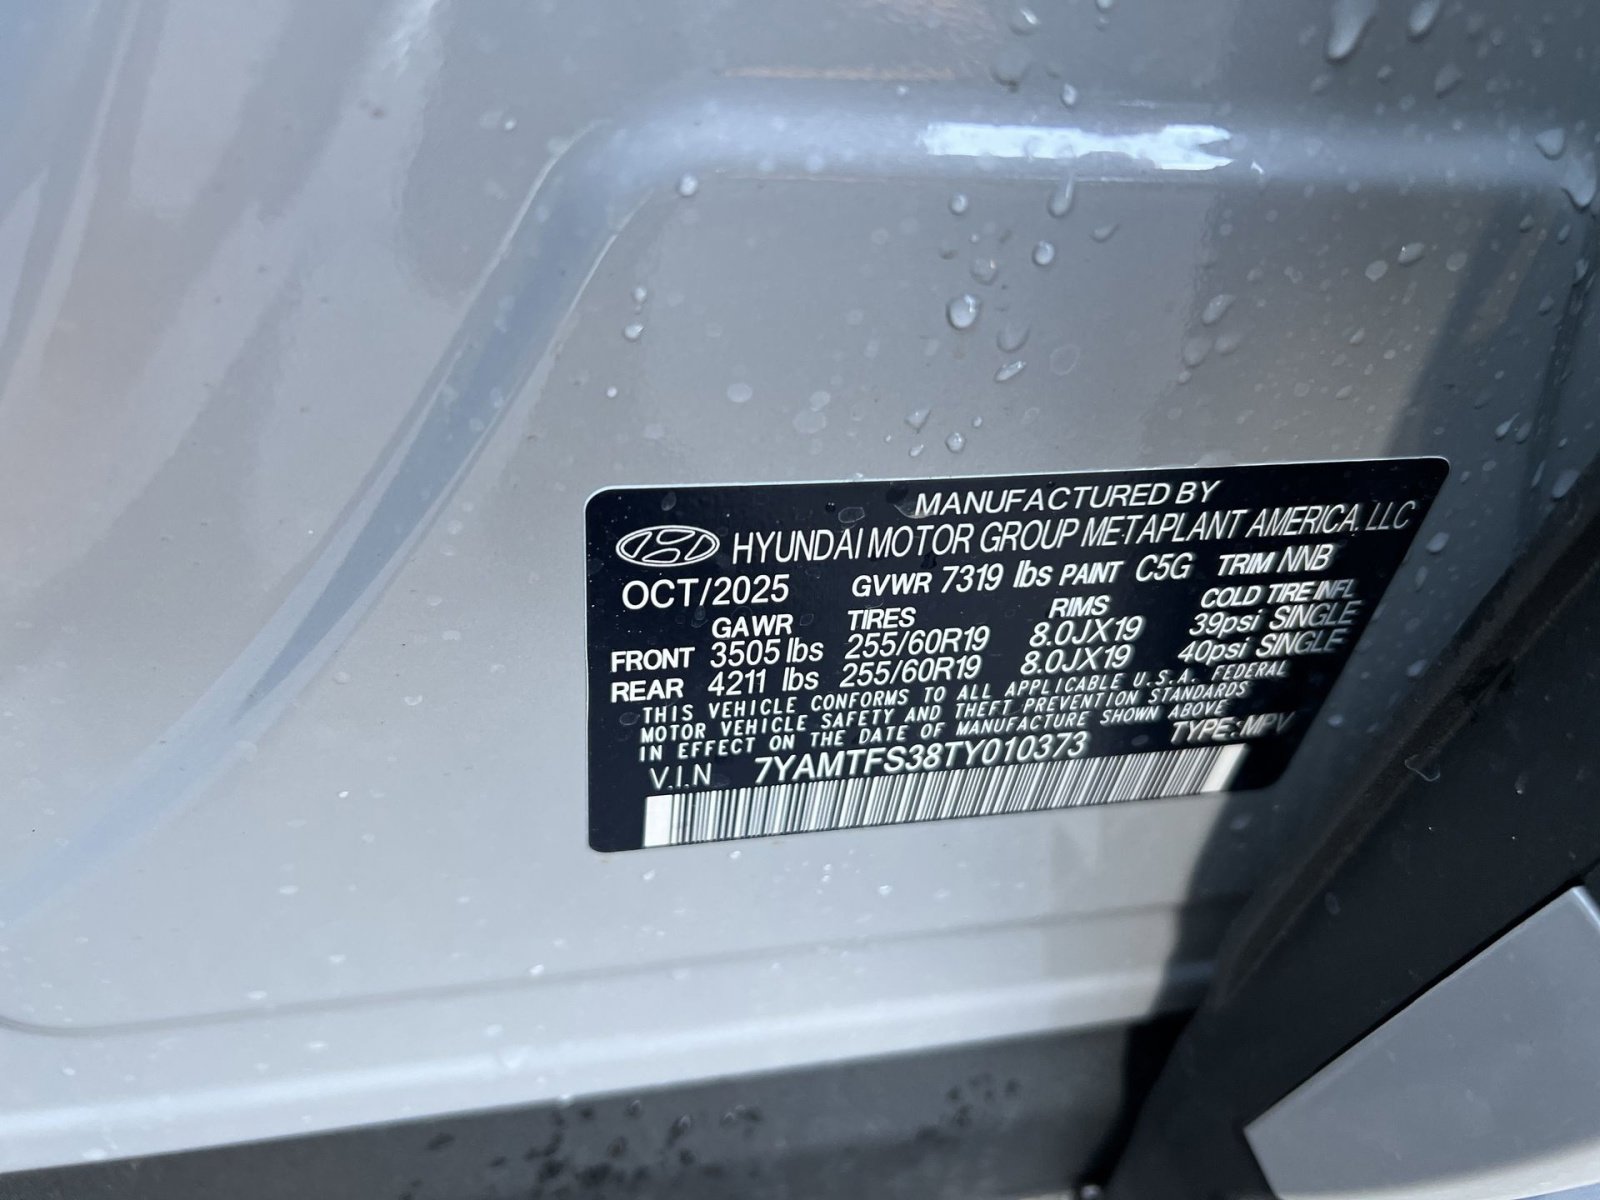 MANUFACTURED BY
HYUNDAI MOTOR GROUP METAPLANT AMERICA, LLC
OCT/2025 GVWR 7319 lbs PAINT C5G TRIM NNB
GAWR TIRES RIMS COLD TIRE INFL
FRONT 3505 lbs 255/60R19 8.0JX19 39psi SINGLE
REAR 4211 lbs 255/60R19 8.0JX19 40psi SINGLE
THIS VEHICLE CONFORMS TO ALL APPLICABLE U.S.A. FEDERAL
MOTOR VEHICLE SAFETY AND THEFT PREVENTION STANDARDS
IN EFFECT ON THE DATE OF MANUFACTURE SHOWN ABOVE
V.I.N 7YAMTFS38TY010373 TYPE: MPV